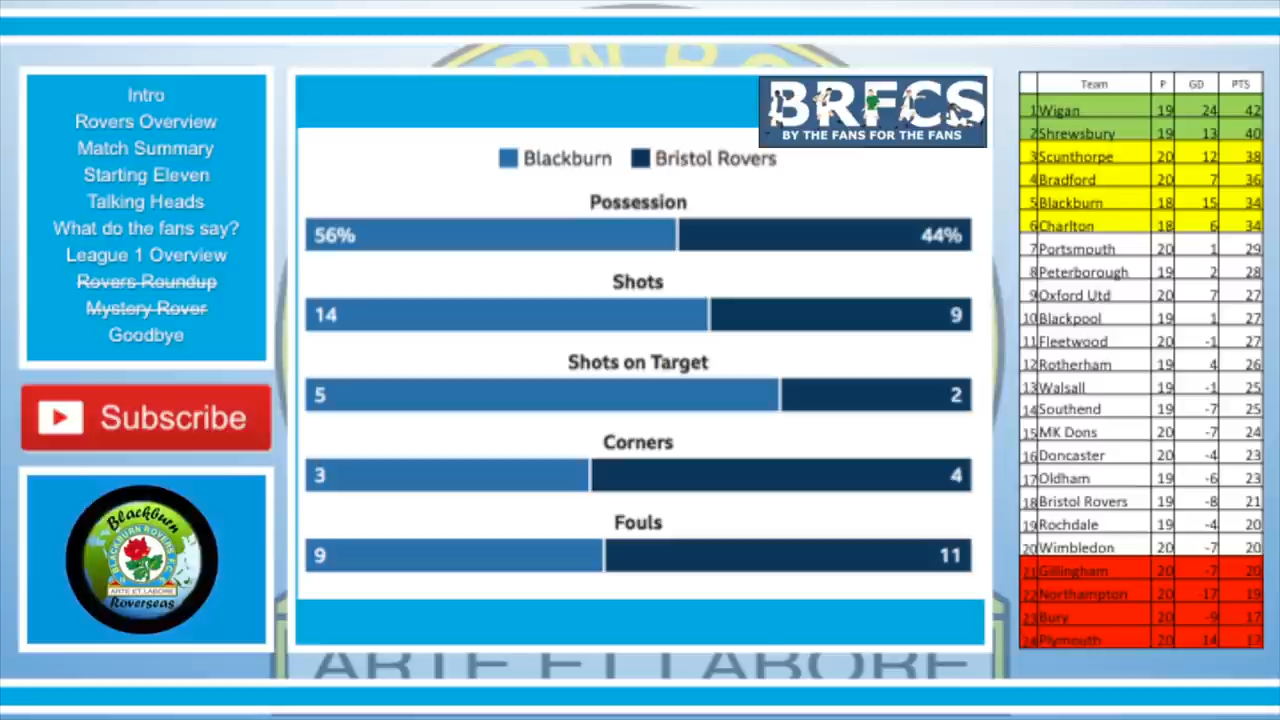 Intro
Rovers Overview
Match Summary
Starting Eleven
Talking Heads
What do the fans say?
League 1 Overview
Rovers Roundup
Mystery Rover
Goodbye
Subscribe
Blackburn
BLACKBURN ROVERS F.C.
ARTE ET LABORE
Roverseas
BRFCS
BY THE FANS FOR THE FANS
Blackburn Bristol Rovers
Possession
56% 44%
Shots
14 9
Shots on Target
5 2
Corners
3 4
Fouls
9 11
ARTE ET LABORE
Team P GD PTS
1 Wigan 19 24 42
2 Shrewsbury 19 13 40
3 Scunthorpe 20 12 38
4 Bradford 20 7 36
5 Blackburn 18 15 34
6 Charlton 18 6 34
7 Portsmouth 20 1 29
8 Peterborough 19 2 28
9 Oxford Utd 20 7 27
10 Blackpool 19 1 27
11 Fleetwood 20 -1 27
12 Rotherham 19 4 26
13 Walsall 19 -1 25
14 Southend 19 -7 25
15 MK Dons 20 -7 24
16 Doncaster 20 -4 23
17 Oldham 19 -6 23
18 Bristol Rovers 19 -8 21
19 Rochdale 19 -4 20
20 Wimbledon 20 -7 20
21 Gillingham 20 -7 20
22 Northampton 20 -17 19
23 Bury 20 -9 17
24 Plymouth 20 14 13